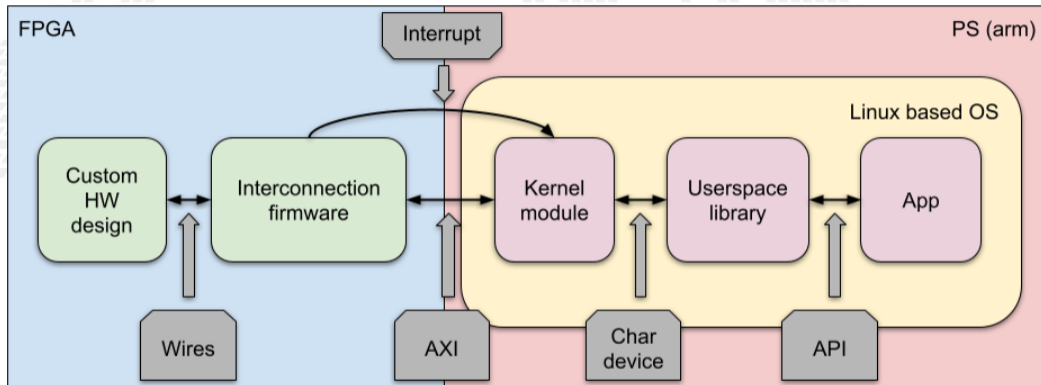 FPGA
Interrupt
PS (arm)
Linux based OS
Custom
HW
design
Interconnection
firmware
Kernel
module
Userspace
library
App
Wires
AXI
Char
device
API